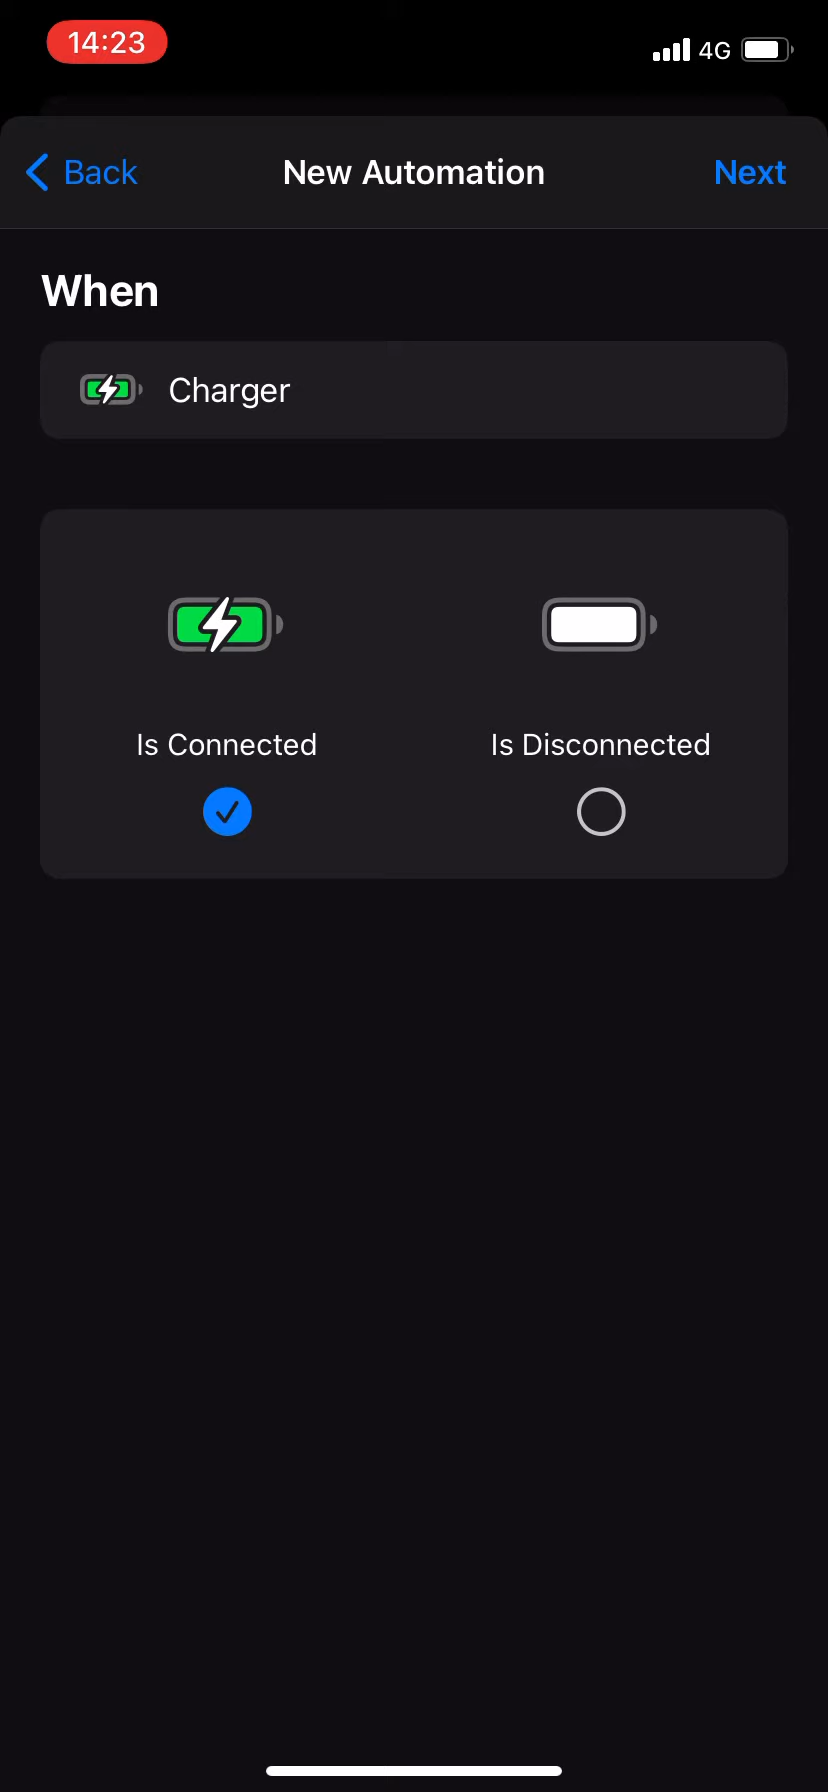 14:23
4G
Back
New Automation
Next
When
Charger
Is Connected
Is Disconnected